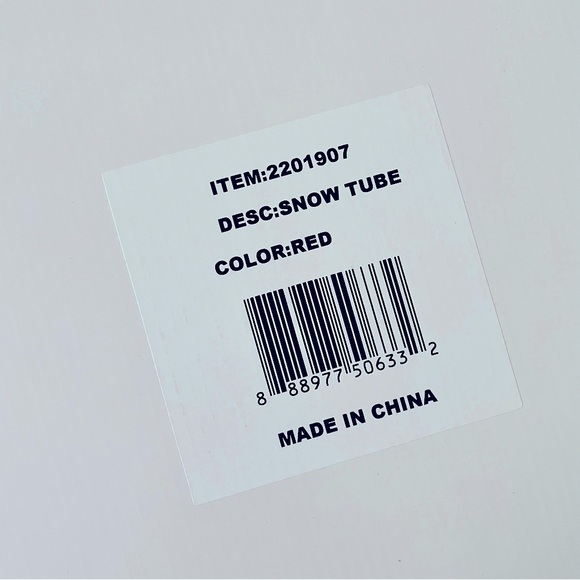 ITEM:2201907
DESC:SNOW TUBE
COLOR:RED
8 88977 50633 2
MADE IN CHINA